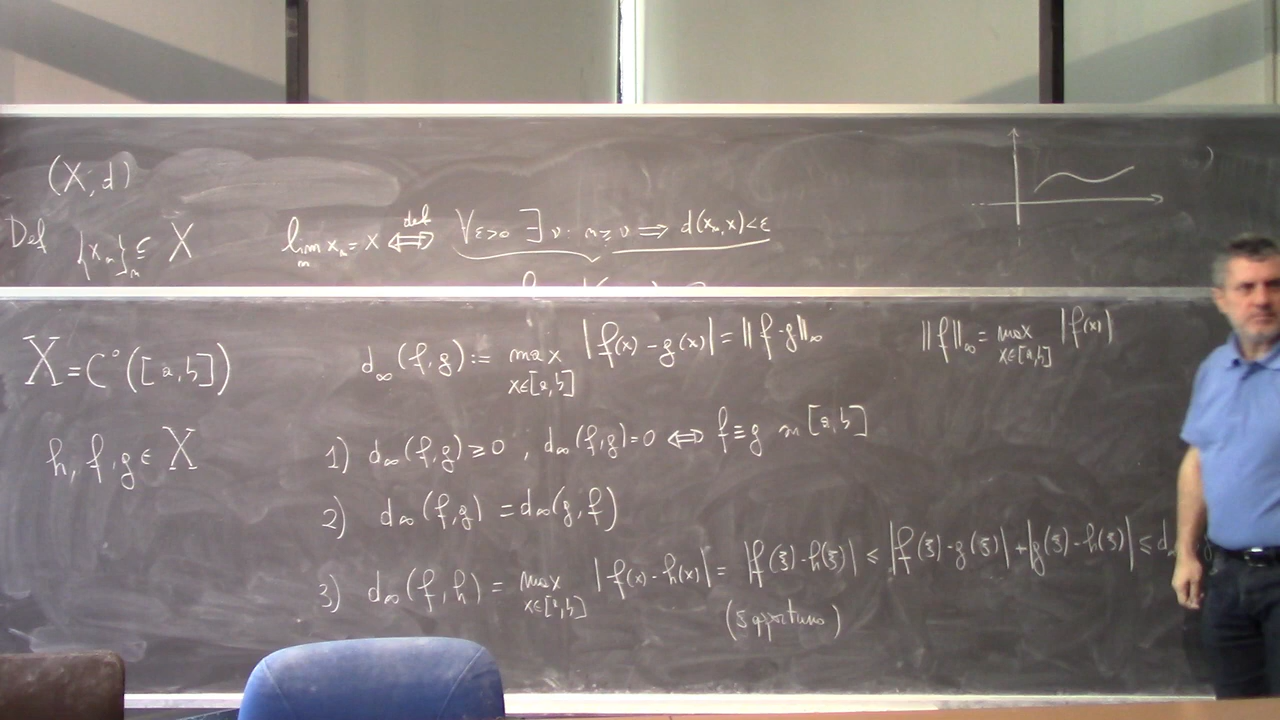 (X, d)
Def {xₙ}ₙ ⊆ X lim xₙ = x ⟺ def ∀ε>0 ∃ν: n≥ν ⟹ d(xₙ,x)<ε
n
X = C°([a,b]) d∞(f,g) := max |f(x) - g(x)| = ‖f-g‖∞ ‖f‖∞ = max |f(x)|
x∈[a,b] x∈[a,b]
h, f, g ∈ X 1) d∞(f,g) ≥ 0 , d∞(f,g)=0 ⟺ f≡g in [a,b]
2) d∞(f,g) = d∞(g,f)
3) d∞(f,h) = max |f(x) - h(x)| = |f(ξ)-h(ξ)| ≤ |f(ξ)-g(ξ)| + |g(ξ)-h(ξ)| ≤ d∞
x∈[a,b] (ξ opportuno)